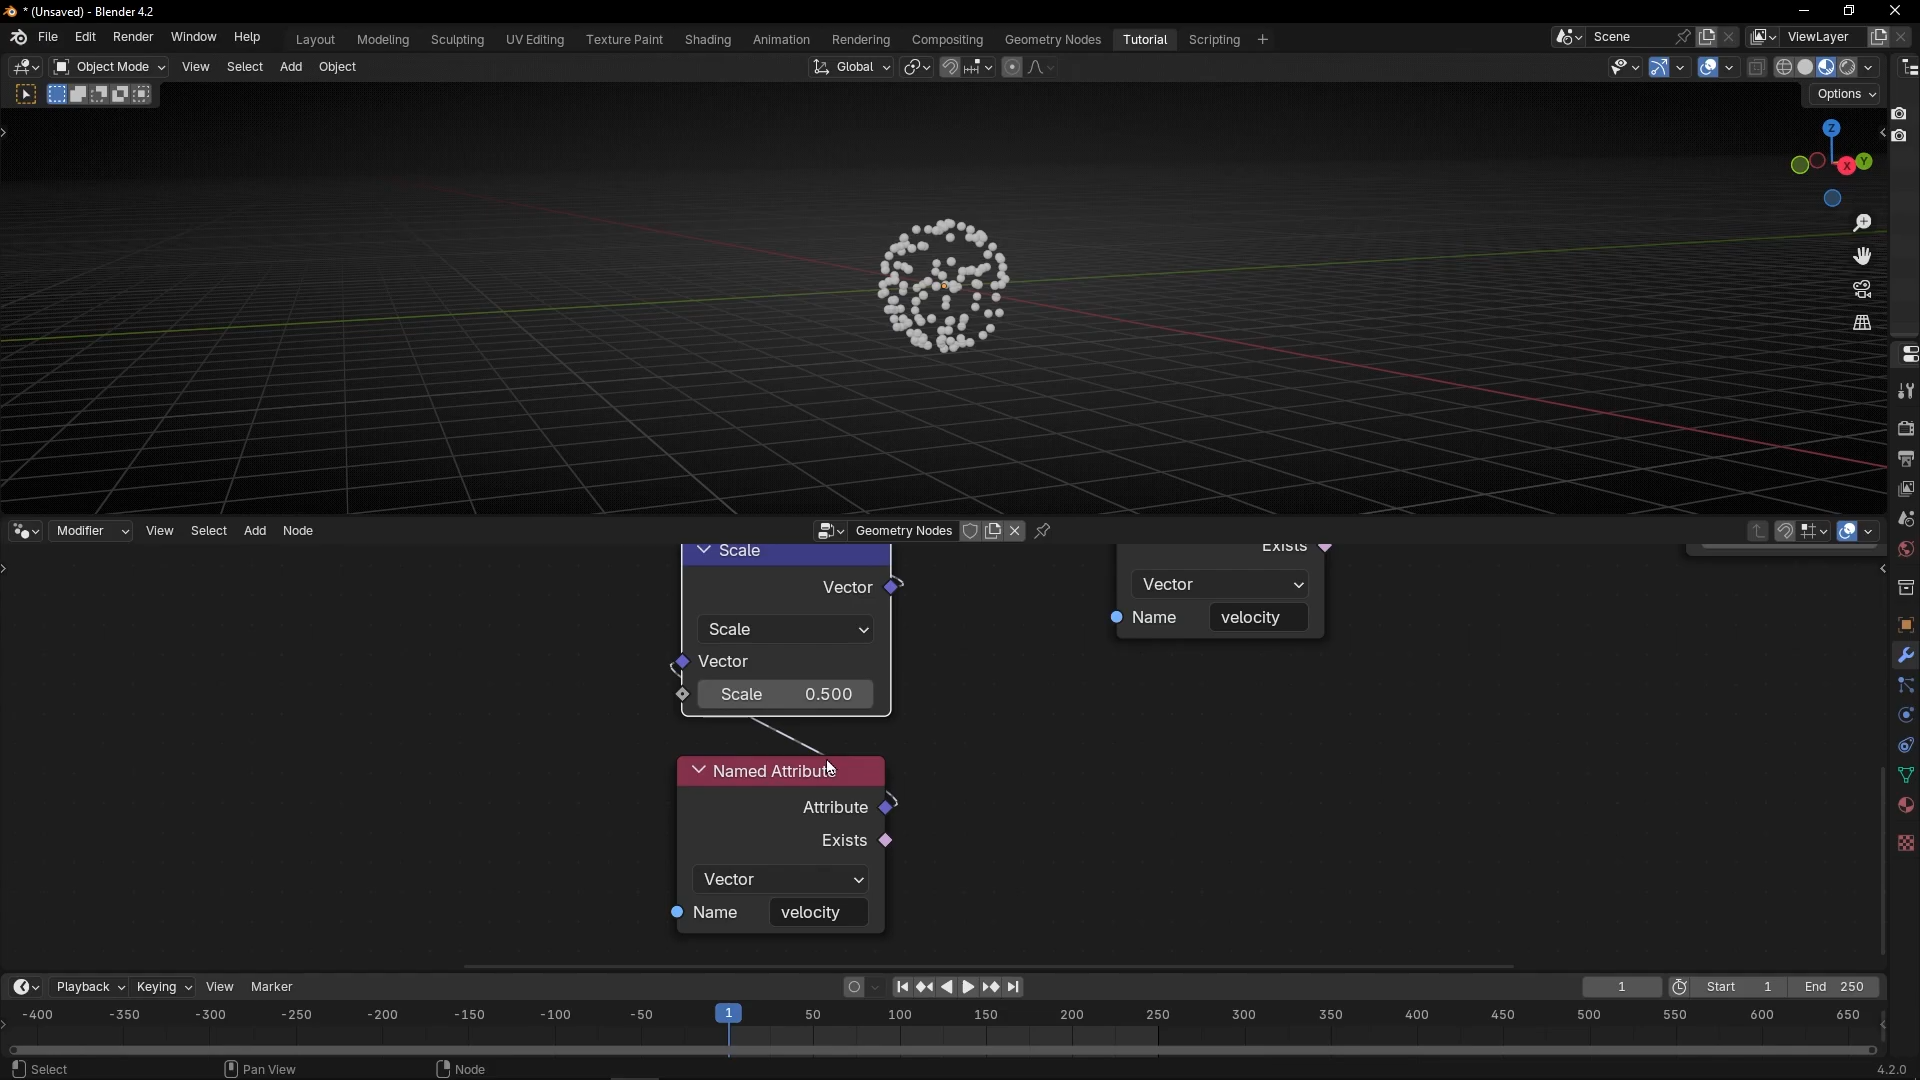 * (Unsaved) - Blender 4.2
File Edit Render Window Help Layout Modeling Sculpting UV Editing Texture Paint Shading Animation Rendering Compositing Geometry Nodes Tutorial Scripting + Scene ViewLayer
Object Mode View Select Add Object Global
Options
Z
X Y
Modifier View Select Add Node Geometry Nodes
Scale
Exists
Vector
Vector
Name velocity
Scale
Vector
Scale 0.500
Named Attribute
Attribute
Exists
Vector
Name velocity
Playback Keying View Marker 1 Start 1 End 250
-400 -350 -300 -250 -200 -150 -100 -50 1 50 100 150 200 250 300 350 400 450 500 550 600 650
Select Pan View Node 4.2.0